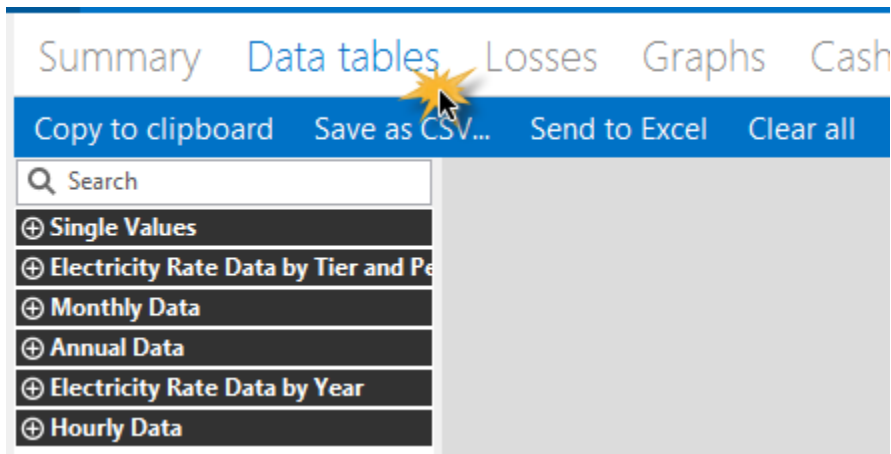 Summary Data tables Losses Graphs Cash
Copy to clipboard Save as CSV... Send to Excel Clear all
Search
Single Values
Electricity Rate Data by Tier and Pe
Monthly Data
Annual Data
Electricity Rate Data by Year
Hourly Data